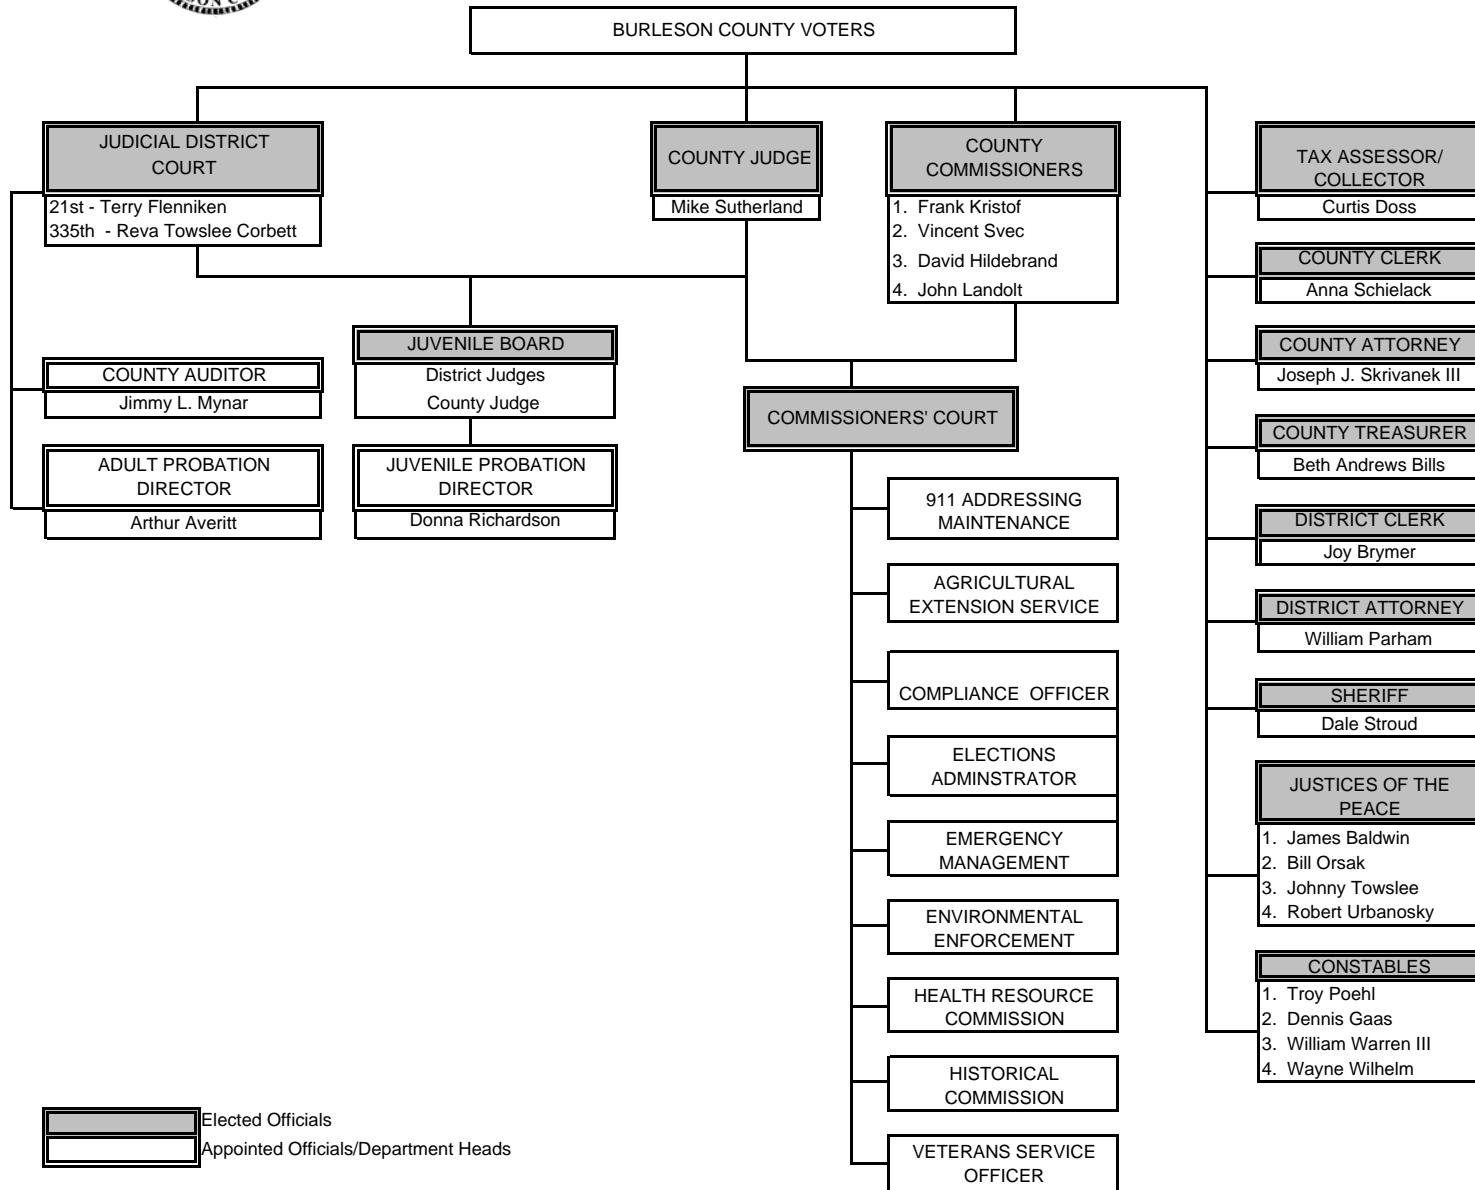 BURLESON COUNTY VOTERS
JUDICIAL DISTRICT
COURT
21st - Terry Flenniken
335th - Reva Towslee Corbett
COUNTY JUDGE
Mike Sutherland
COUNTY
COMMISSIONERS
1. Frank Kristof
2. Vincent Svec
3. David Hildebrand
4. John Landolt
TAX ASSESSOR/
COLLECTOR
Curtis Doss
COUNTY CLERK
Anna Schielack
COUNTY ATTORNEY
Joseph J. Skrivanek III
COUNTY TREASURER
Beth Andrews Bills
DISTRICT CLERK
Joy Brymer
DISTRICT ATTORNEY
William Parham
SHERIFF
Dale Stroud
JUSTICES OF THE
PEACE
1. James Baldwin
2. Bill Orsak
3. Johnny Towslee
4. Robert Urbanosky
CONSTABLES
1. Troy Poehl
2. Dennis Gaas
3. William Warren III
4. Wayne Wilhelm
COUNTY AUDITOR
Jimmy L. Mynar
ADULT PROBATION
DIRECTOR
Arthur Averitt
JUVENILE BOARD
District Judges
County Judge
JUVENILE PROBATION
DIRECTOR
Donna Richardson
COMMISSIONERS' COURT
911 ADDRESSING
MAINTENANCE
AGRICULTURAL
EXTENSION SERVICE
COMPLIANCE OFFICER
ELECTIONS
ADMINSTRATOR
EMERGENCY
MANAGEMENT
ENVIRONMENTAL
ENFORCEMENT
HEALTH RESOURCE
COMMISSION
HISTORICAL
COMMISSION
VETERANS SERVICE
OFFICER
Elected Officials
Appointed Officials/Department Heads